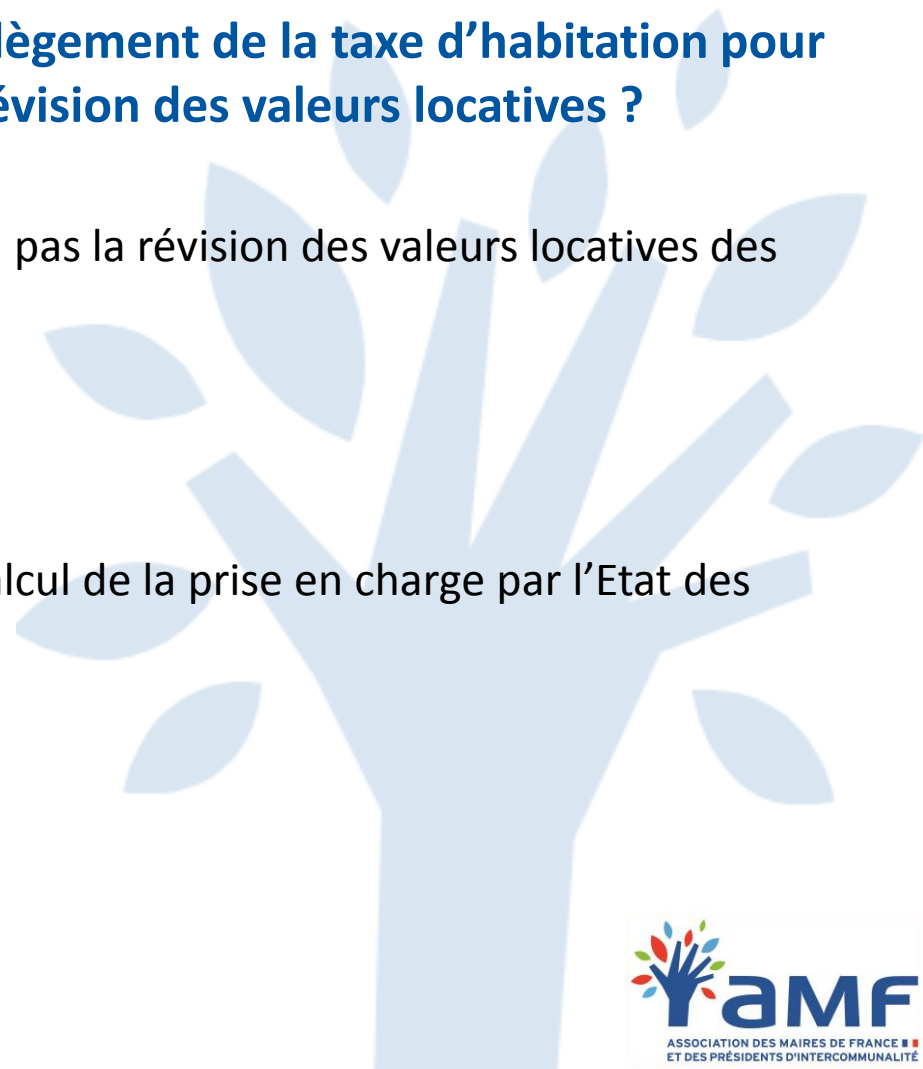 lègement de la taxe d’habitation pour
évision des valeurs locatives ?
pas la révision des valeurs locatives des
lcul de la prise en charge par l’Etat des
aMF
ASSOCIATION DES MAIRES DE FRANCE
ET DES PRÉSIDENTS D'INTERCOMMUNALITÉ